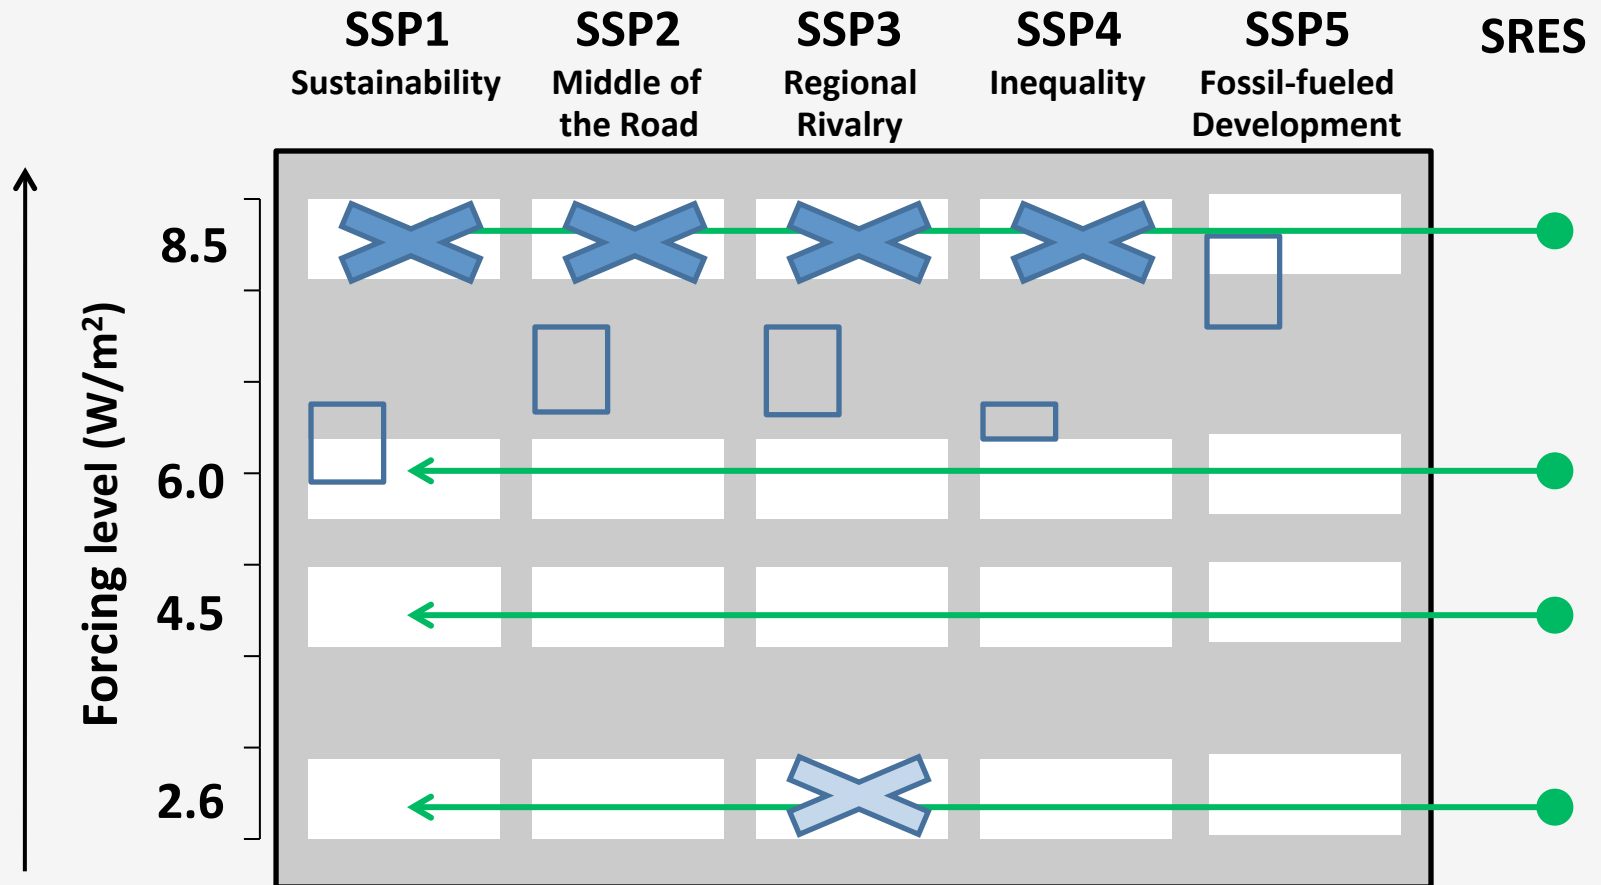 SSP1 SSP2 SSP3 SSP4 SSP5 SRES
Sustainability Middle of Regional Inequality Fossil-fueled
the Road Rivalry Development
8.5
6.0
4.5
2.6
Forcing level (W/m²)